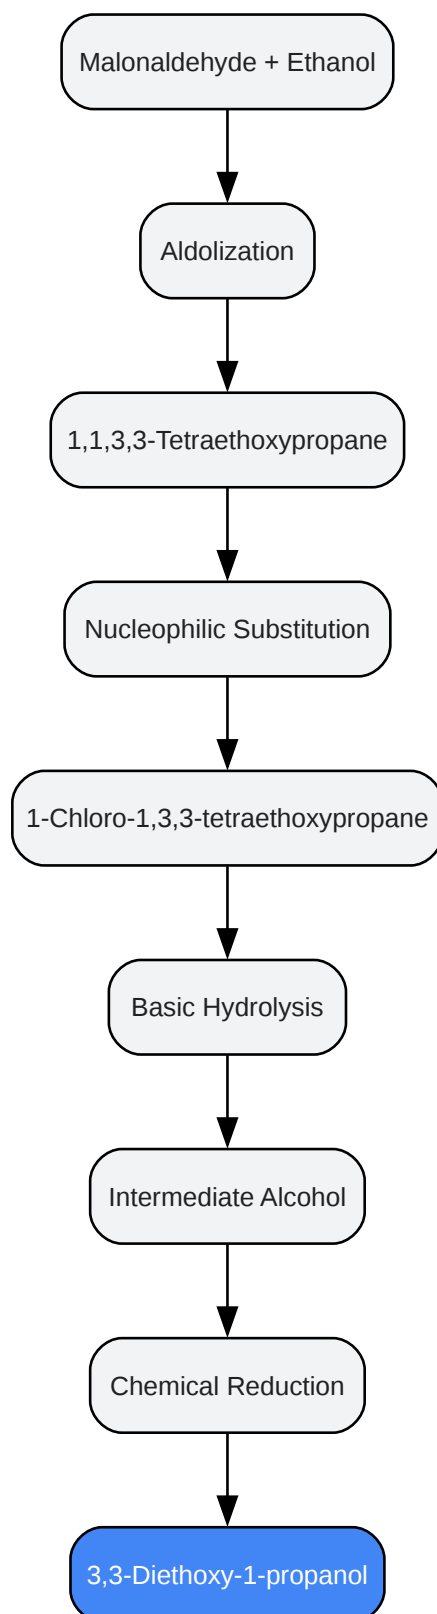 Malonaldehyde + Ethanol
Aldolization
1,1,3,3-Tetraethoxypropane
Nucleophilic Substitution
1-Chloro-1,3,3-tetraethoxypropane
Basic Hydrolysis
Intermediate Alcohol
Chemical Reduction
3,3-Diethoxy-1-propanol